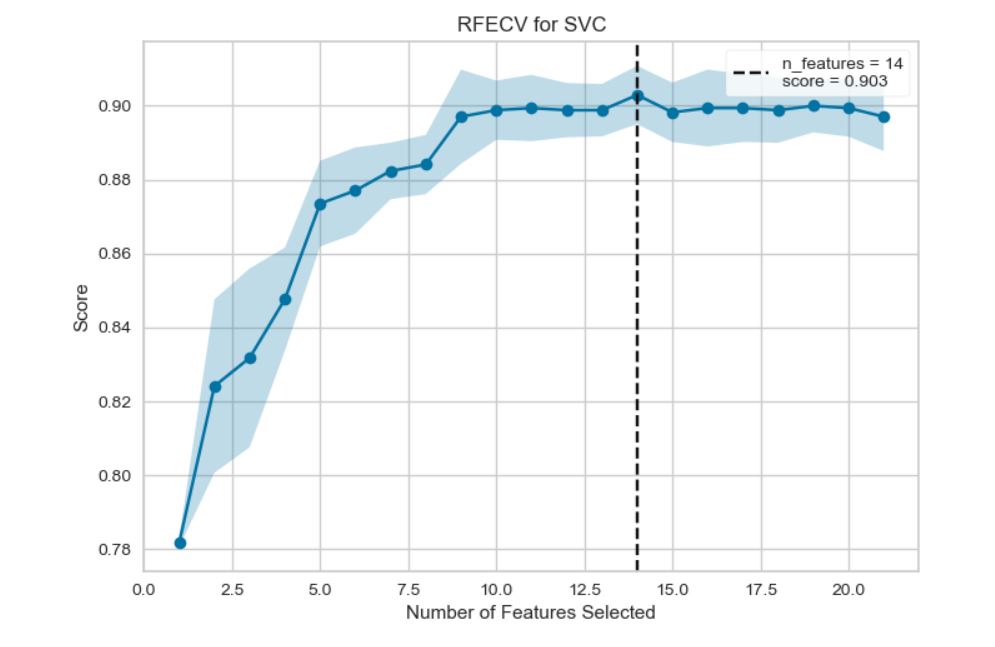 RFECV for SVC
n_features = 14
score = 0.903
0.90
0.88
0.86
0.84
0.82
0.80
0.78
Score
0.0 2.5 5.0 7.5 10.0 12.5 15.0 17.5 20.0
Number of Features Selected